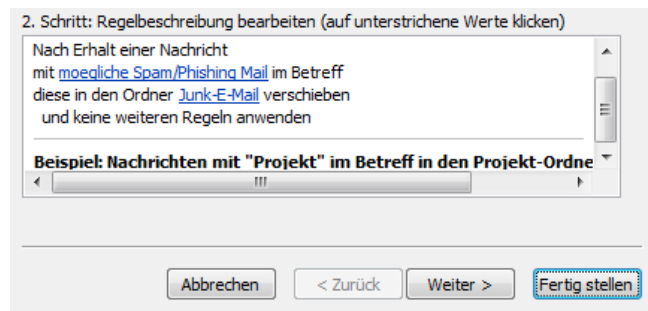 2. Schritt: Regelbeschreibung bearbeiten (auf unterstrichene Werte klicken)
Nach Erhalt einer Nachricht
mit moegliche Spam/Phishing Mail im Betreff
diese in den Ordner Junk-E-Mail verschieben
und keine weiteren Regeln anwenden
Beispiel: Nachrichten mit "Projekt" im Betreff in den Projekt-Ordne
Abbrechen < Zurück Weiter > Fertig stellen